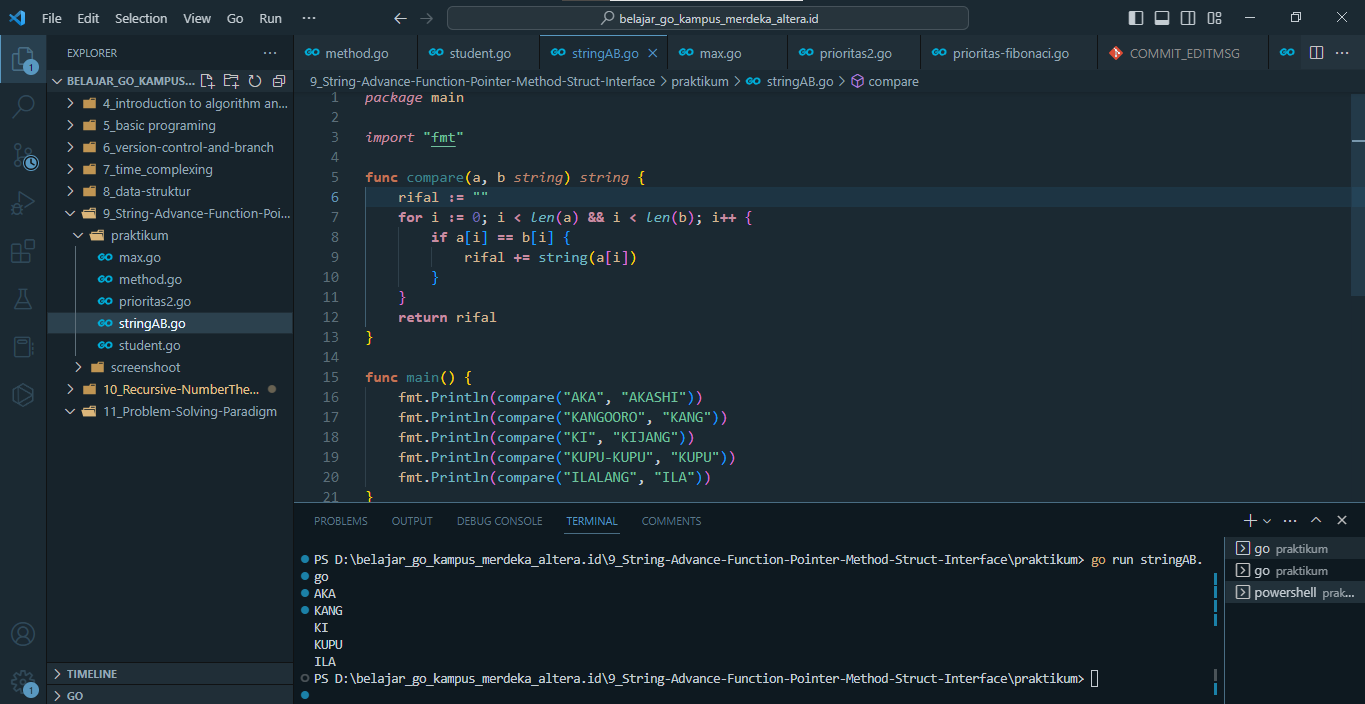 File Edit Selection View Go Run ···
belajar_go_kampus_merdeka_altera.id
EXPLORER
BELAJAR_GO_KAMPUS...
4_introduction to algorithm an...
5_basic programing
6_version-control-and-branch
7_time_complexing
8_data-struktur
9_String-Advance-Function-Poi...
praktikum
max.go
method.go
prioritas2.go
stringAB.go
student.go
screenshoot
10_Recursive-NumberThe...
11_Problem-Solving-Paradigm
TIMELINE
GO
1
1
method.go student.go stringAB.go max.go prioritas2.go prioritas-fibonaci.go COMMIT_EDITMSG
9_String-Advance-Function-Pointer-Method-Struct-Interface > praktikum > stringAB.go > compare
1 package main
2
3 import "fmt"
4
5 func compare(a, b string) string {
6 rifal := ""
7 for i := 0; i < len(a) && i < len(b); i++ {
8 if a[i] == b[i] {
9 rifal += string(a[i])
10 }
11 }
12 return rifal
13 }
14
15 func main() {
16 fmt.Println(compare("AKA", "AKASHI"))
17 fmt.Println(compare("KANGOORO", "KANG"))
18 fmt.Println(compare("KI", "KIJANG"))
19 fmt.Println(compare("KUPU-KUPU", "KUPU"))
20 fmt.Println(compare("ILALANG", "ILA"))
21 }
PROBLEMS OUTPUT DEBUG CONSOLE TERMINAL COMMENTS
PS D:\belajar_go_kampus_merdeka_altera.id\9_String-Advance-Function-Pointer-Method-Struct-Interface\praktikum> go run stringAB.
go
AKA
KANG
KI
KUPU
ILA
PS D:\belajar_go_kampus_merdeka_altera.id\9_String-Advance-Function-Pointer-Method-Struct-Interface\praktikum>
go praktikum
go praktikum
powershell prak...